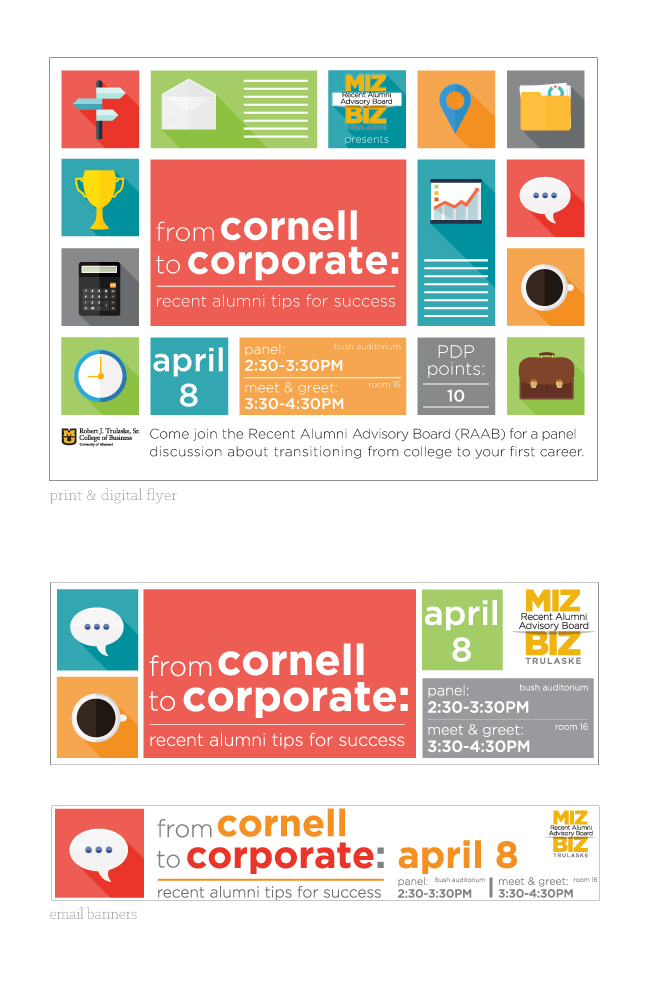 MIZ
Recent Alumni
Advisory Board
BIZ
TRULASKE
presents
from cornell
to corporate:
recent alumni tips for success
april
8
panel: bush auditorium
2:30-3:30PM
meet & greet: room 16
3:30-4:30PM
PDP
points:
10
Robert J. Trulaske, Sr.
College of Business
University of Missouri
Come join the Recent Alumni Advisory Board (RAAB) for a panel
discussion about transitioning from college to your first career.
print & digital flyer
from cornell
to corporate:
recent alumni tips for success
april
8
MIZ
Recent Alumni
Advisory Board
BIZ
TRULASKE
panel: bush auditorium
2:30-3:30PM
meet & greet: room 16
3:30-4:30PM
from cornell
to corporate: april 8
recent alumni tips for success
panel: bush auditorium
2:30-3:30PM
meet & greet: room 16
3:30-4:30PM
MIZ
Recent Alumni
Advisory Board
BIZ
TRULASKE
email banners